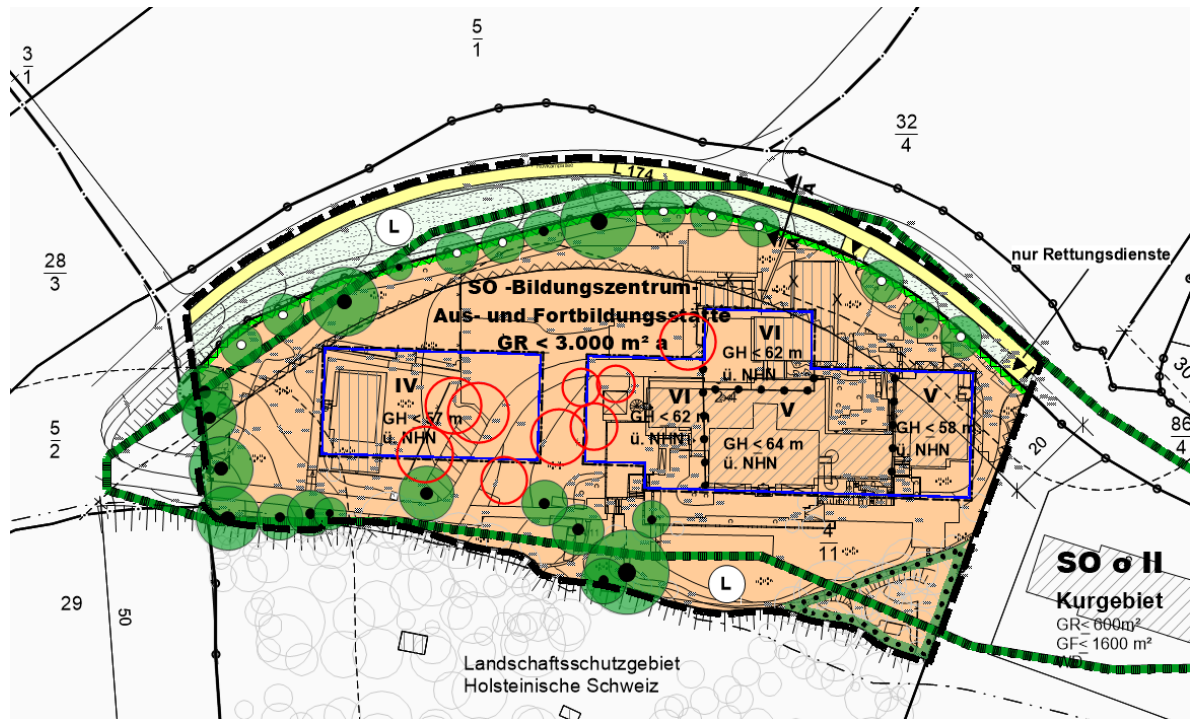 5
1
3
1
32
4
L 174
L
A
A
28
3
nur Rettungsdienste
SO -Bildungszentrum-
Aus- und Fortbildungsstätte
GR < 3.000 m² a
VI
GH < 62 m
ü. NHN
IV
GH < 57 m
ü. NHN
VI
GH < 62 m
ü. NHN
V
GH < 64 m
ü. NHN
V
GH < 58 m
ü. NHN
30
5
2
86
4
20
4
11
L
SO o II
Kurgebiet
GR≤ 600m²
GF≤ 1600 m²
WD
29
50
Landschaftsschutzgebiet
Holsteinische Schweiz